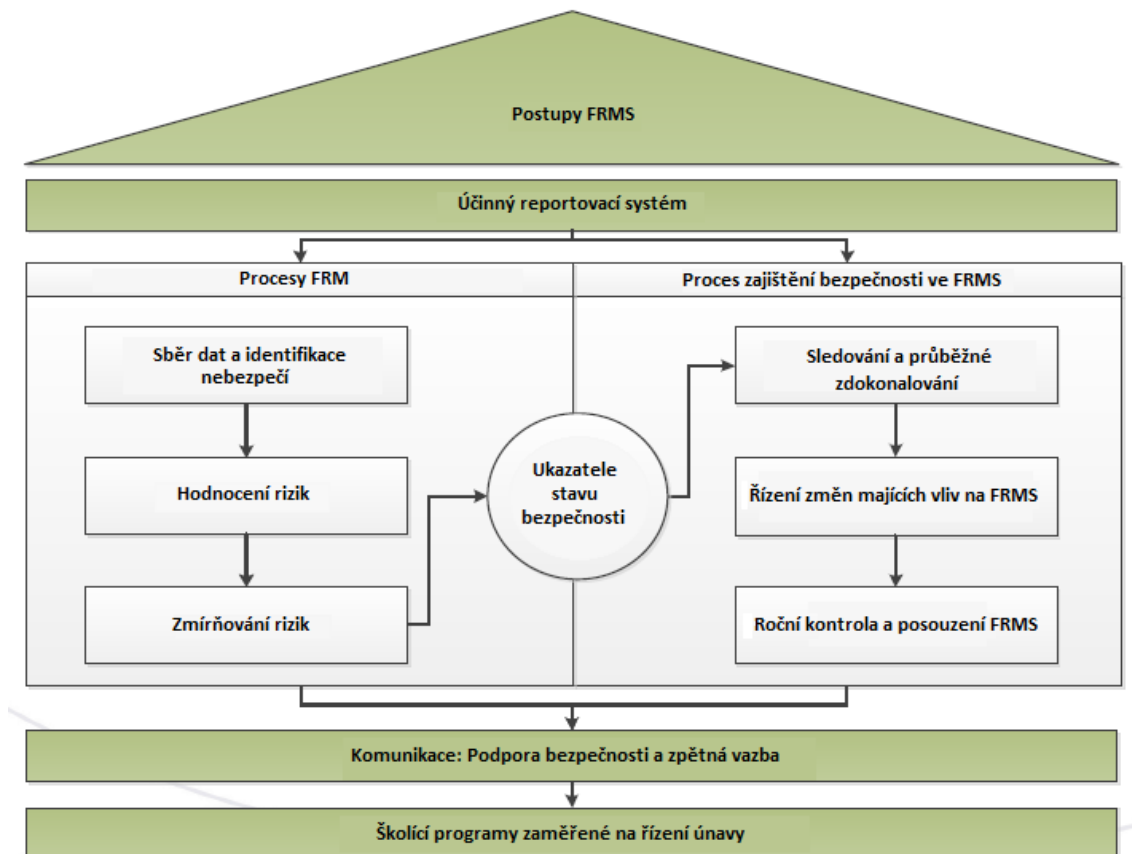 Postupy FRMS
Účinný reportovací systém
Procesy FRM
Proces zajištění bezpečnosti ve FRMS
Sběr dat a identifikace
nebezpečí
Hodnocení rizik
Zmírňování rizik
Ukazatele
stavu
bezpečnosti
Sledování a průběžné
zdokonalování
Řízení změn majících vliv na FRMS
Roční kontrola a posouzení FRMS
Komunikace: Podpora bezpečnosti a zpětná vazba
Školící programy zaměřené na řízení únavy